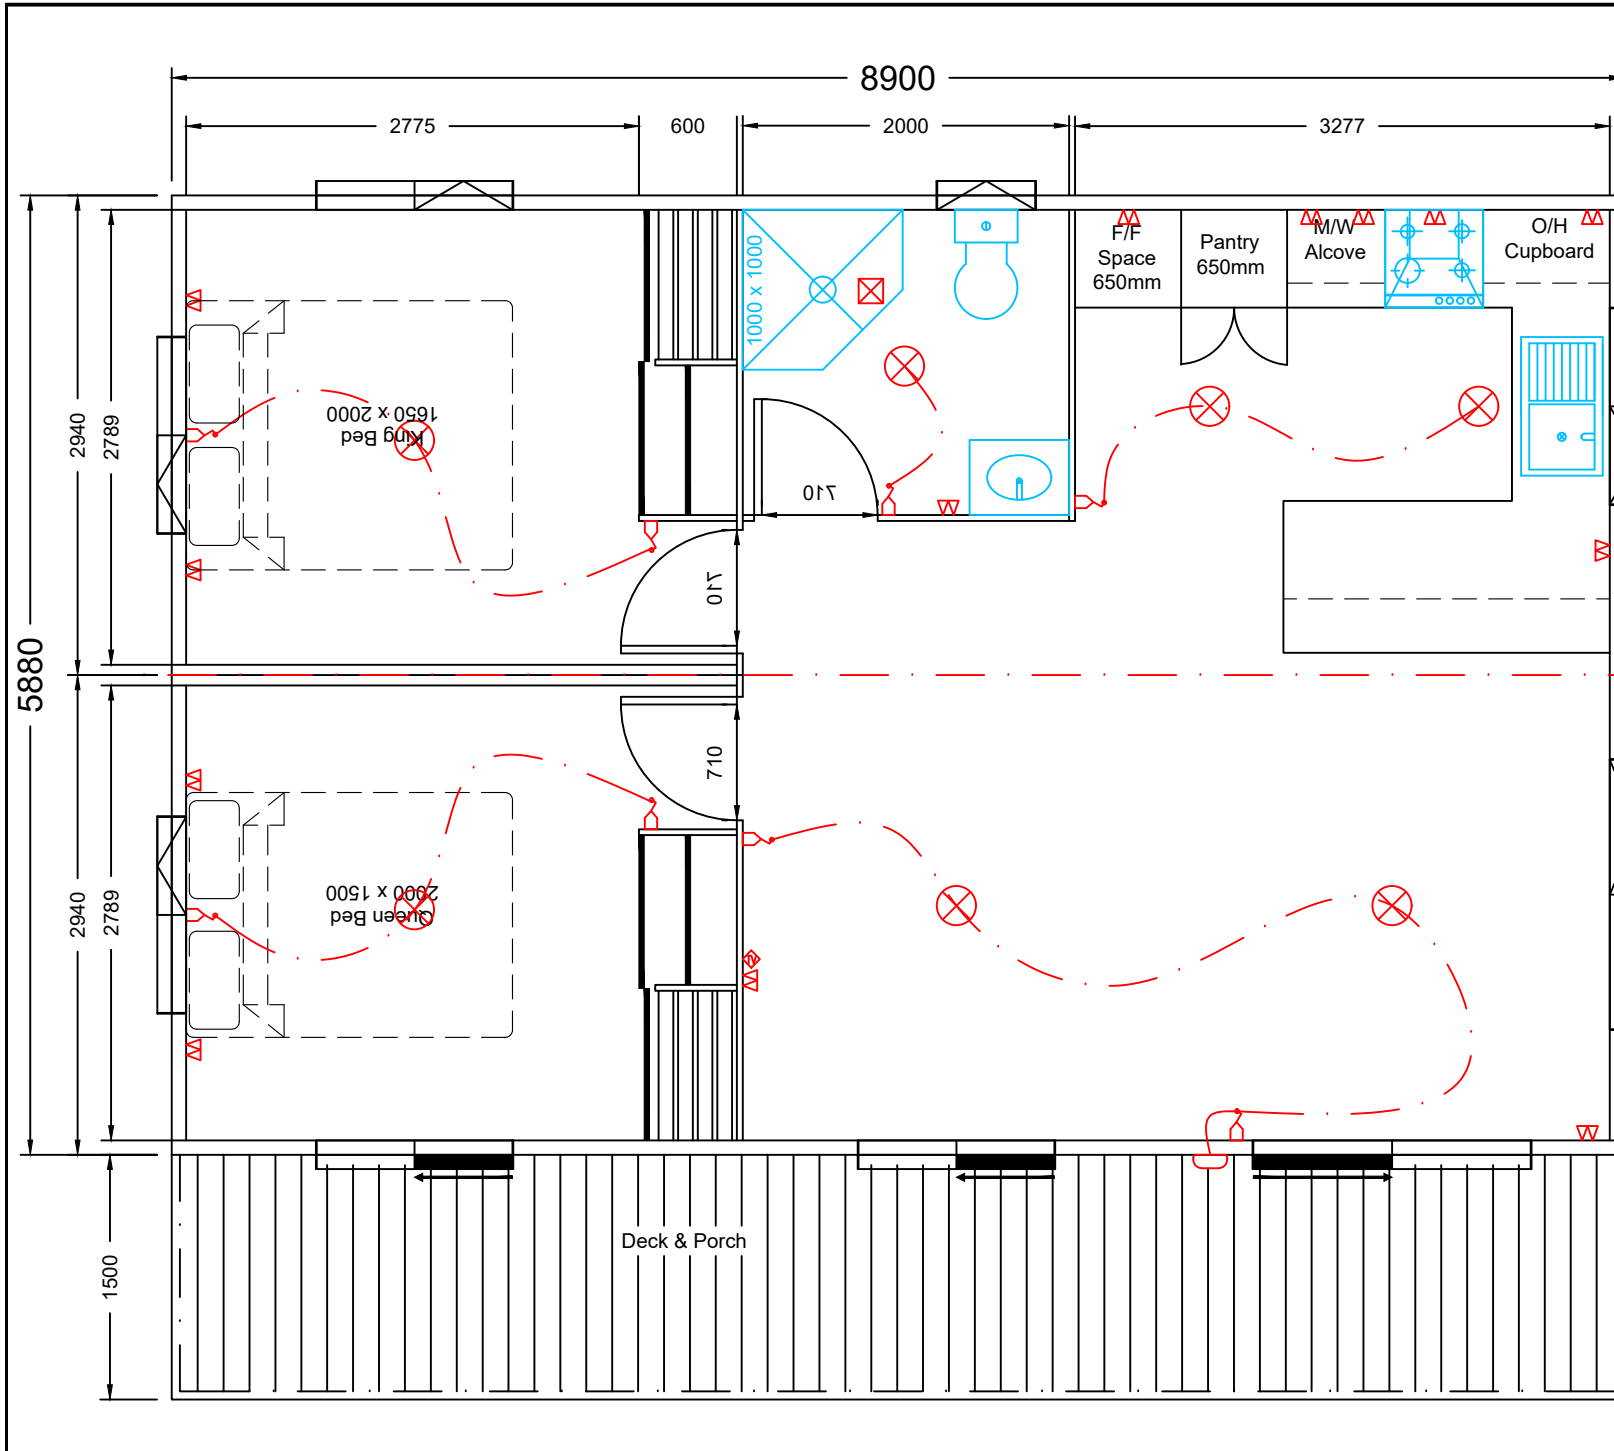 8900
2775
600
2000
3277
5880
2940
2789
2940
2789
1500
1000 x 1000
F/F
Space
650mm
Pantry
650mm
M/W
Alcove
O/H
Cupboard
King Bed
1650 x 2000
710
710
710
Queen Bed
2000 x 1500
Deck & Porch